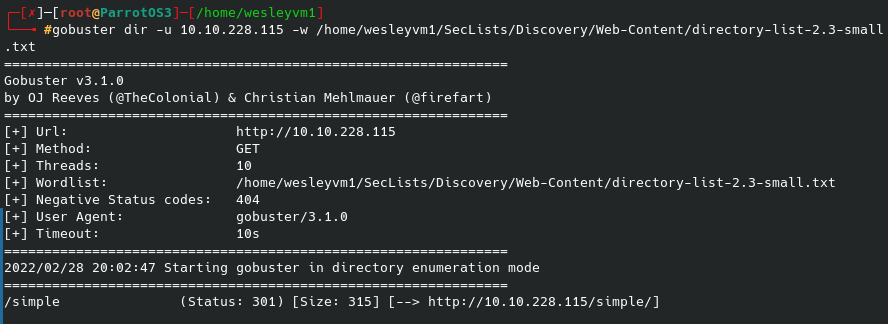 ┌─[✗]─[root@ParrotOS3]─[/home/wesleyvm1]
└──╼ #gobuster dir -u 10.10.228.115 -w /home/wesleyvm1/SecLists/Discovery/Web-Content/directory-list-2.3-small
.txt
===============================================================
Gobuster v3.1.0
by OJ Reeves (@TheColonial) & Christian Mehlmauer (@firefart)
===============================================================
[+] Url:                     http://10.10.228.115
[+] Method:                  GET
[+] Threads:                 10
[+] Wordlist:                /home/wesleyvm1/SecLists/Discovery/Web-Content/directory-list-2.3-small.txt
[+] Negative Status codes:   404
[+] User Agent:              gobuster/3.1.0
[+] Timeout:                 10s
===============================================================
2022/02/28 20:02:47 Starting gobuster in directory enumeration mode
===============================================================
/simple               (Status: 301) [Size: 315] [--> http://10.10.228.115/simple/]